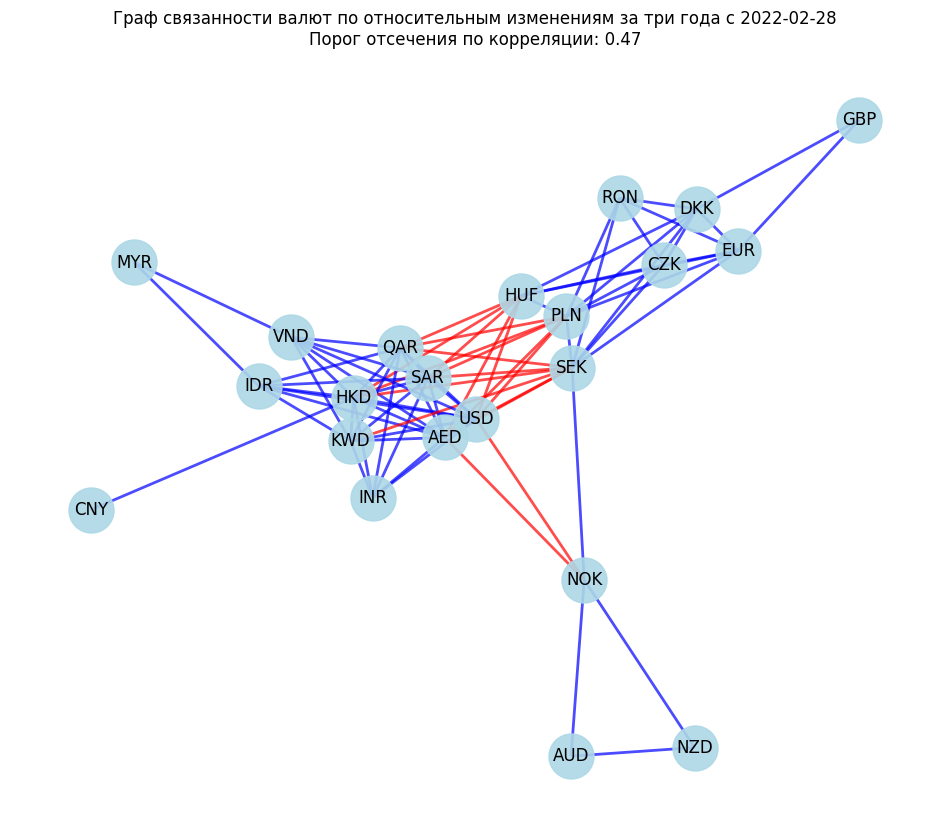 Граф связанности валют по относительным изменениям за три года с 2022-02-28
Порог отсечения по корреляции: 0.47
GBP
RON
DKK
EUR
MYR
CZK
HUF
PLN
VND
QAR
SEK
SAR
IDR
HKD
USD
KWD
AED
INR
CNY
NOK
AUD
NZD